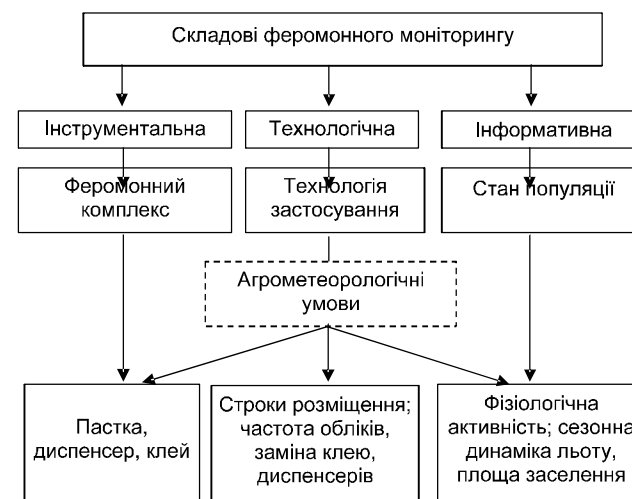 Складові феромонного моніторингу
Інструментальна
Технологічна
Інформативна
Феромонний
комплекс
Технологія
застосування
Стан популяції
Агрометеорологічні
умови
Пастка,
диспенсер, клей
Строки розміщення;
частота обліків,
заміна клею,
диспенсерів
Фізіологічна
активність; сезонна
динаміка льоту,
площа заселення